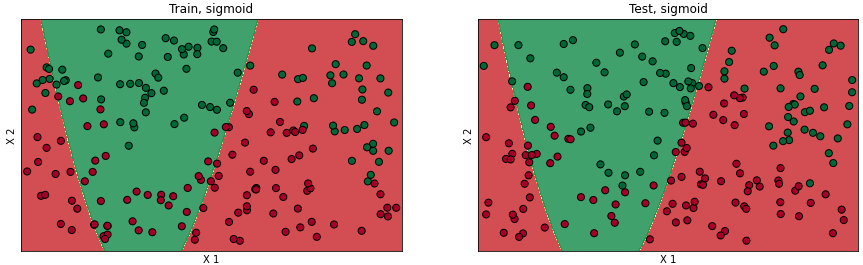 Train, sigmoid
X 2
X 1
Test, sigmoid
X 2
X 1